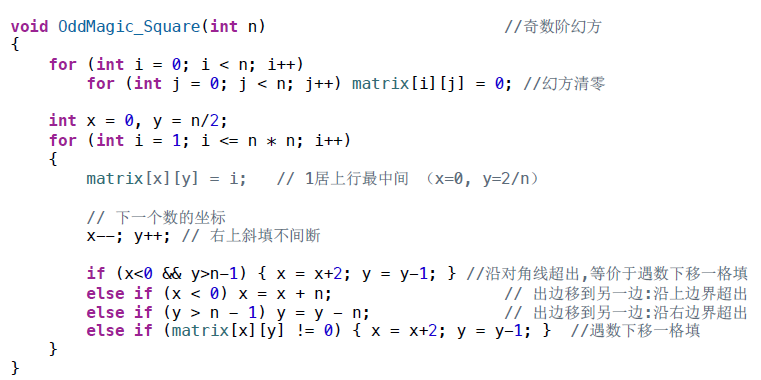 void OddMagic_Square(int n) //奇数阶幻方
{
for (int i = 0; i < n; i++)
for (int j = 0; j < n; j++) matrix[i][j] = 0; //幻方清零
int x = 0, y = n/2;
for (int i = 1; i <= n * n; i++)
{
matrix[x][y] = i; // 1居上行最中间 （x=0, y=2/n）
// 下一个数的坐标
x--; y++; // 右上斜填不间断
if (x<0 && y>n-1) { x = x+2; y = y-1; } //沿对角线超出,等价于遇数下移一格填
else if (x < 0) x = x + n; // 出边移到另一边:沿上边界超出
else if (y > n - 1) y = y - n; // 出边移到另一边:沿右边界超出
else if (matrix[x][y] != 0) { x = x+2; y = y-1; } //遇数下移一格填
}
}